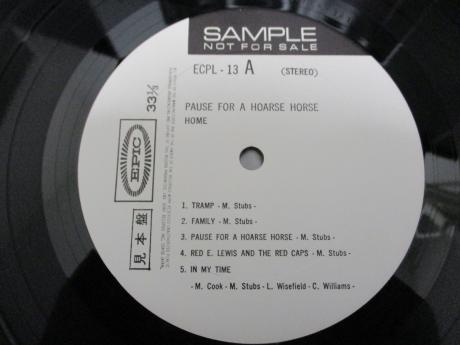 SAMPLE
NOT FOR SALE
ECPL-13 A (STEREO)
PAUSE FOR A HOARSE HORSE
HOME
33⅓
EPIC
見本盤
1. TRAMP - M. Stubs -
2. FAMILY - M. Stubs -
3. PAUSE FOR A HOARSE HORSE - M. Stubs -
4. RED E. LEWIS AND THE RED CAPS - M. Stubs -
5. IN MY TIME
- M. Cook - M. Stubs - L. Wisefield - C. Williams -